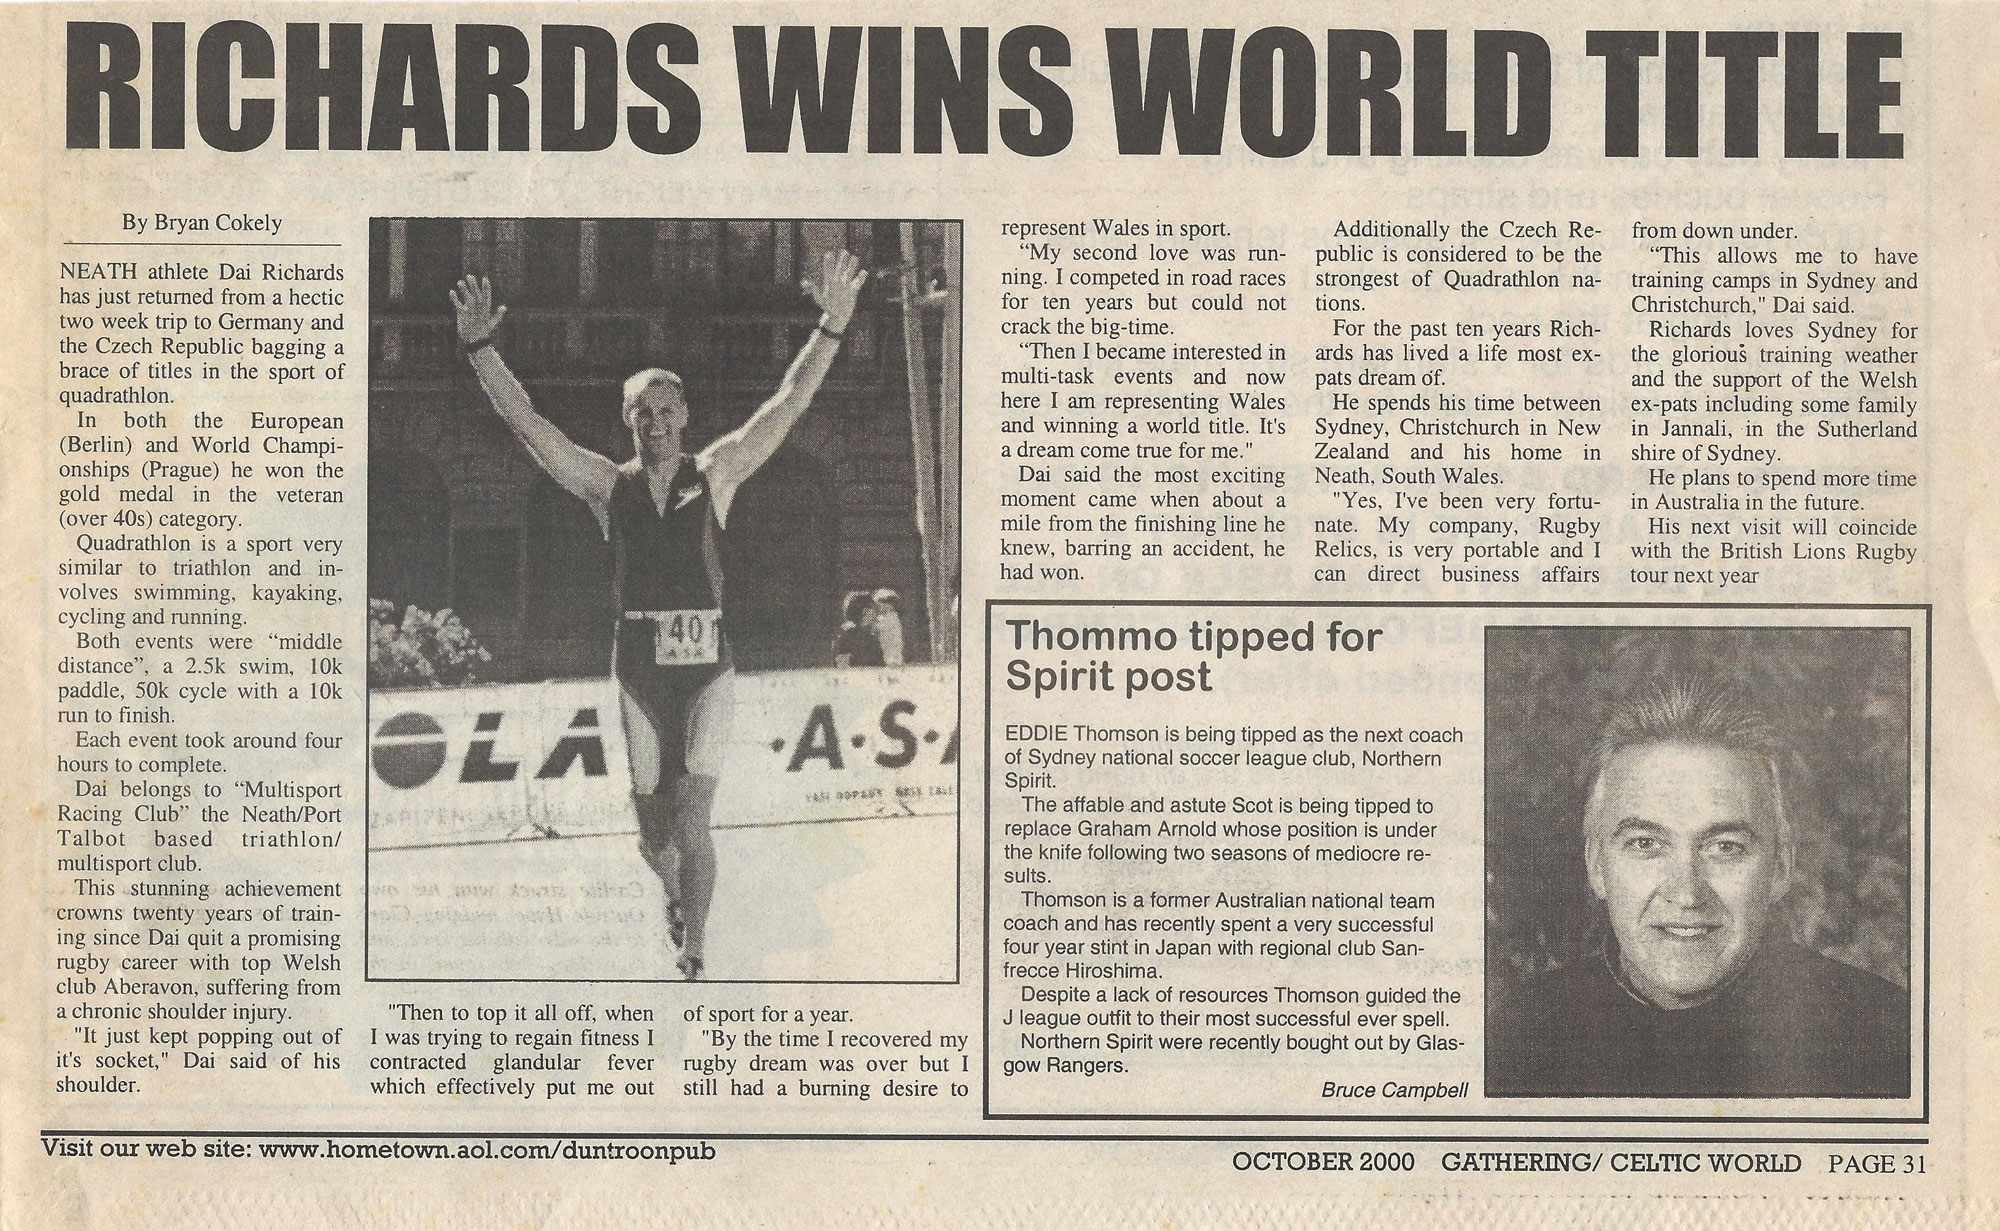 RICHARDS WINS WORLD TITLE
By Bryan Cokely
NEATH athlete Dai Richards
has just returned from a hectic
two week trip to Germany and
the Czech Republic bagging a
brace of titles in the sport of
quadrathlon.
In both the European
(Berlin) and World Champi-
onships (Prague) he won the
gold medal in the veteran
(over 40s) category.
Quadrathlon is a sport very
similar to triathlon and in-
volves swimming, kayaking,
cycling and running.
Both events were “middle
distance”, a 2.5k swim, 10k
paddle, 50k cycle with a 10k
run to finish.
Each event took around four
hours to complete.
Dai belongs to “Multisport
Racing Club” the Neath/Port
Talbot based triathlon/
multisport club.
This stunning achievement
crowns twenty years of train-
ing since Dai quit a promising
rugby career with top Welsh
club Aberavon, suffering from
a chronic shoulder injury.
"It just kept popping out of
it's socket," Dai said of his
shoulder.
40
A S A
OLA
·A·S·A
"Then to top it all off, when
I was trying to regain fitness I
contracted glandular fever
which effectively put me out
of sport for a year.
"By the time I recovered my
rugby dream was over but I
still had a burning desire to
represent Wales in sport.
“My second love was run-
ning. I competed in road races
for ten years but could not
crack the big-time.
“Then I became interested in
multi-task events and now
here I am representing Wales
and winning a world title. It's
a dream come true for me."
Dai said the most exciting
moment came when about a
mile from the finishing line he
knew, barring an accident, he
had won.
Additionally the Czech Re-
public is considered to be the
strongest of Quadrathlon na-
tions.
For the past ten years Rich-
ards has lived a life most ex-
pats dream of.
He spends his time between
Sydney, Christchurch in New
Zealand and his home in
Neath, South Wales.
"Yes, I've been very fortu-
nate. My company, Rugby
Relics, is very portable and I
can direct business affairs
from down under.
“This allows me to have
training camps in Sydney and
Christchurch," Dai said.
Richards loves Sydney for
the glorious training weather
and the support of the Welsh
ex-pats including some family
in Jannali, in the Sutherland
shire of Sydney.
He plans to spend more time
in Australia in the future.
His next visit will coincide
with the British Lions Rugby
tour next year
Thommo tipped for
Spirit post
EDDIE Thomson is being tipped as the next coach
of Sydney national soccer league club, Northern
Spirit.
The affable and astute Scot is being tipped to
replace Graham Arnold whose position is under
the knife following two seasons of mediocre re-
sults.
Thomson is a former Australian national team
coach and has recently spent a very successful
four year stint in Japan with regional club San-
frecce Hiroshima.
Despite a lack of resources Thomson guided the
J league outfit to their most successful ever spell.
Northern Spirit were recently bought out by Glas-
gow Rangers.
Bruce Campbell
Visit our web site: www.hometown.aol.com/duntroonpub
OCTOBER 2000 GATHERING/ CELTIC WORLD PAGE 31